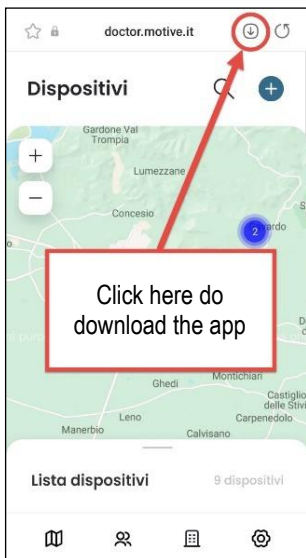 doctor.motive.it
Dispositivi
Gardone Val
Trompia
+
Lumezzane
−
Concesio
2
Click here do
download the app
Ghedi
Montichiari
Castiglio
delle Stivi
Leno
Carpenedolo
Manerbio
Calvisano
Lista dispositivi
9 dispositivi